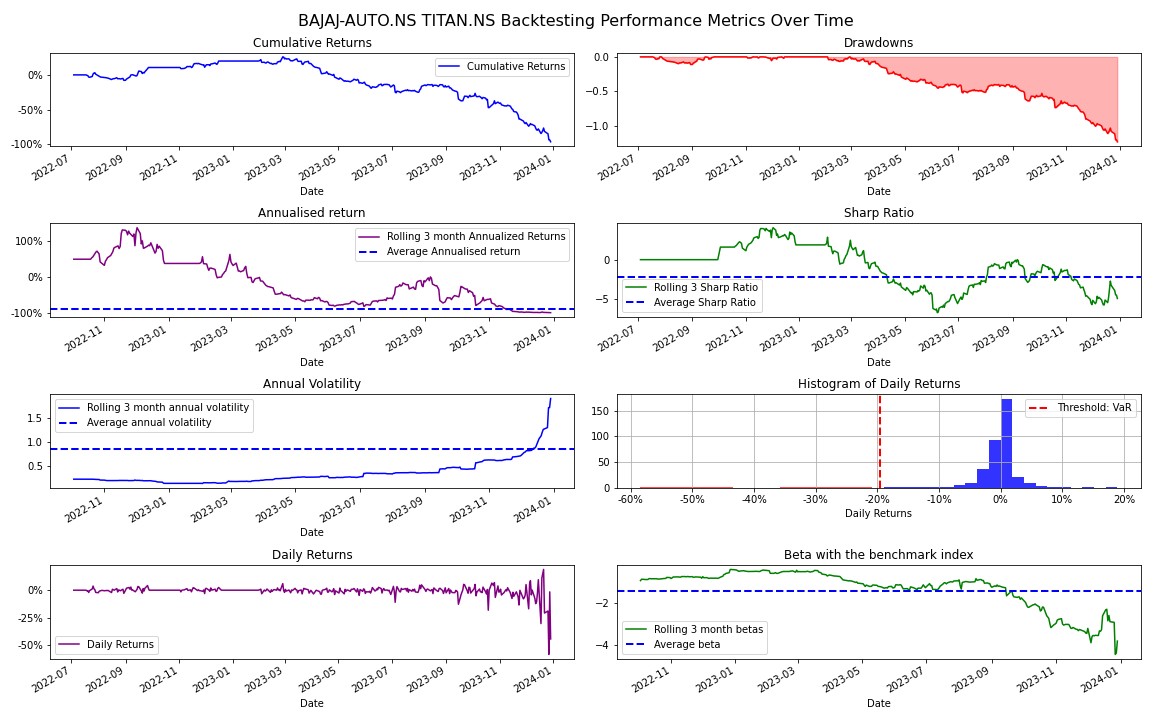 BAJAJ-AUTO.NS TITAN.NS Backtesting Performance Metrics Over Time
Cumulative Returns
0%
-50%
-100%
Cumulative Returns
2022-07 2022-09 2022-11 2023-01 2023-03 2023-05 2023-07 2023-09 2023-11 2024-01
Date
Drawdowns
0.0
−0.5
−1.0
2022-07 2022-09 2022-11 2023-01 2023-03 2023-05 2023-07 2023-09 2023-11 2024-01
Date
Annualised return
100%
0%
-100%
Rolling 3 month Annualized Returns
Average Annualised return
2022-11 2023-01 2023-03 2023-05 2023-07 2023-09 2023-11 2024-01
Date
Sharp Ratio
0
−5
Rolling 3 Sharp Ratio
Average Sharp Ratio
2022-07 2022-09 2022-11 2023-01 2023-03 2023-05 2023-07 2023-09 2023-11 2024-01
Date
Annual Volatility
1.5
1.0
0.5
Rolling 3 month annual volatility
Average annual volatility
2022-11 2023-01 2023-03 2023-05 2023-07 2023-09 2023-11 2024-01
Date
Histogram of Daily Returns
150
100
50
0
Threshold: VaR
-60% -50% -40% -30% -20% -10% 0% 10% 20%
Daily Returns
Daily Returns
0%
-25%
-50%
Daily Returns
2022-07 2022-09 2022-11 2023-01 2023-03 2023-05 2023-07 2023-09 2023-11 2024-01
Date
Beta with the benchmark index
−2
−4
Rolling 3 month betas
Average beta
2022-11 2023-01 2023-03 2023-05 2023-07 2023-09 2023-11 2024-01
Date